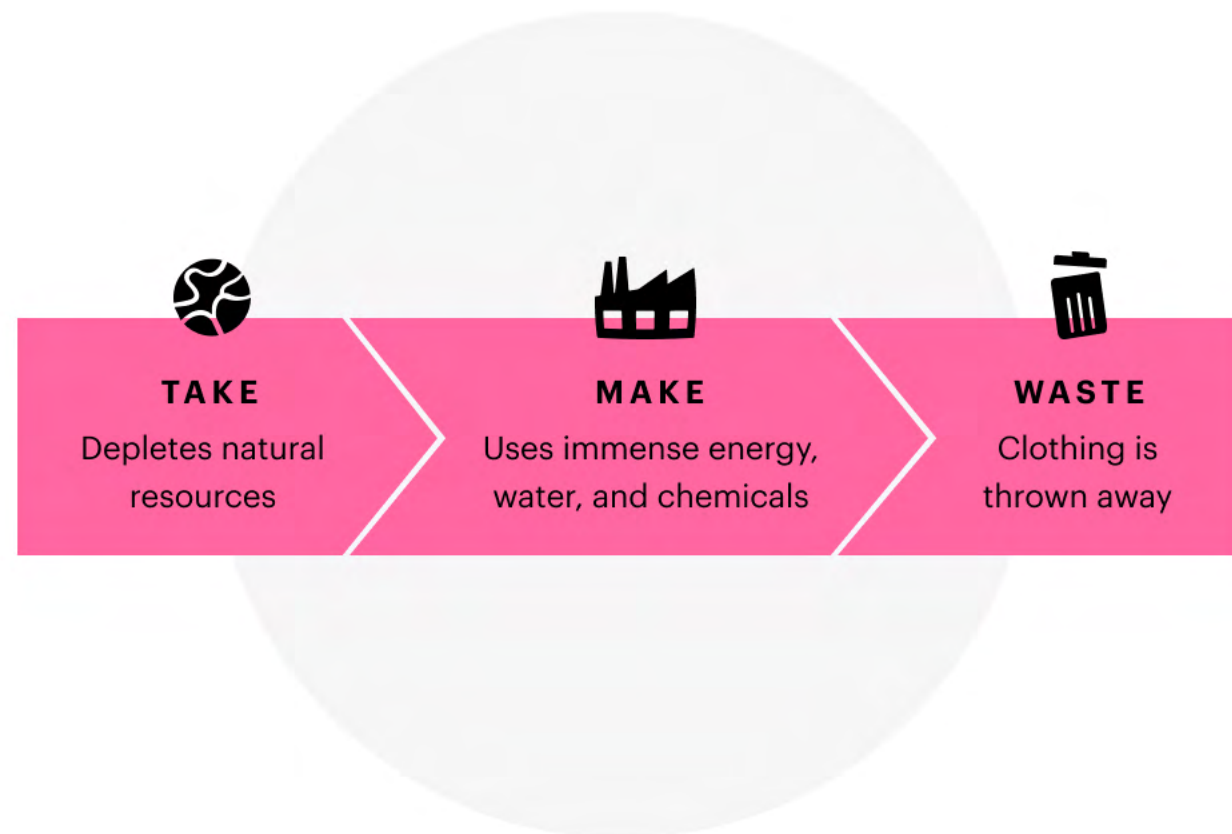 TAKE
Depletes natural
resources
MAKE
Uses immense energy,
water, and chemicals
WASTE
Clothing is
thrown away